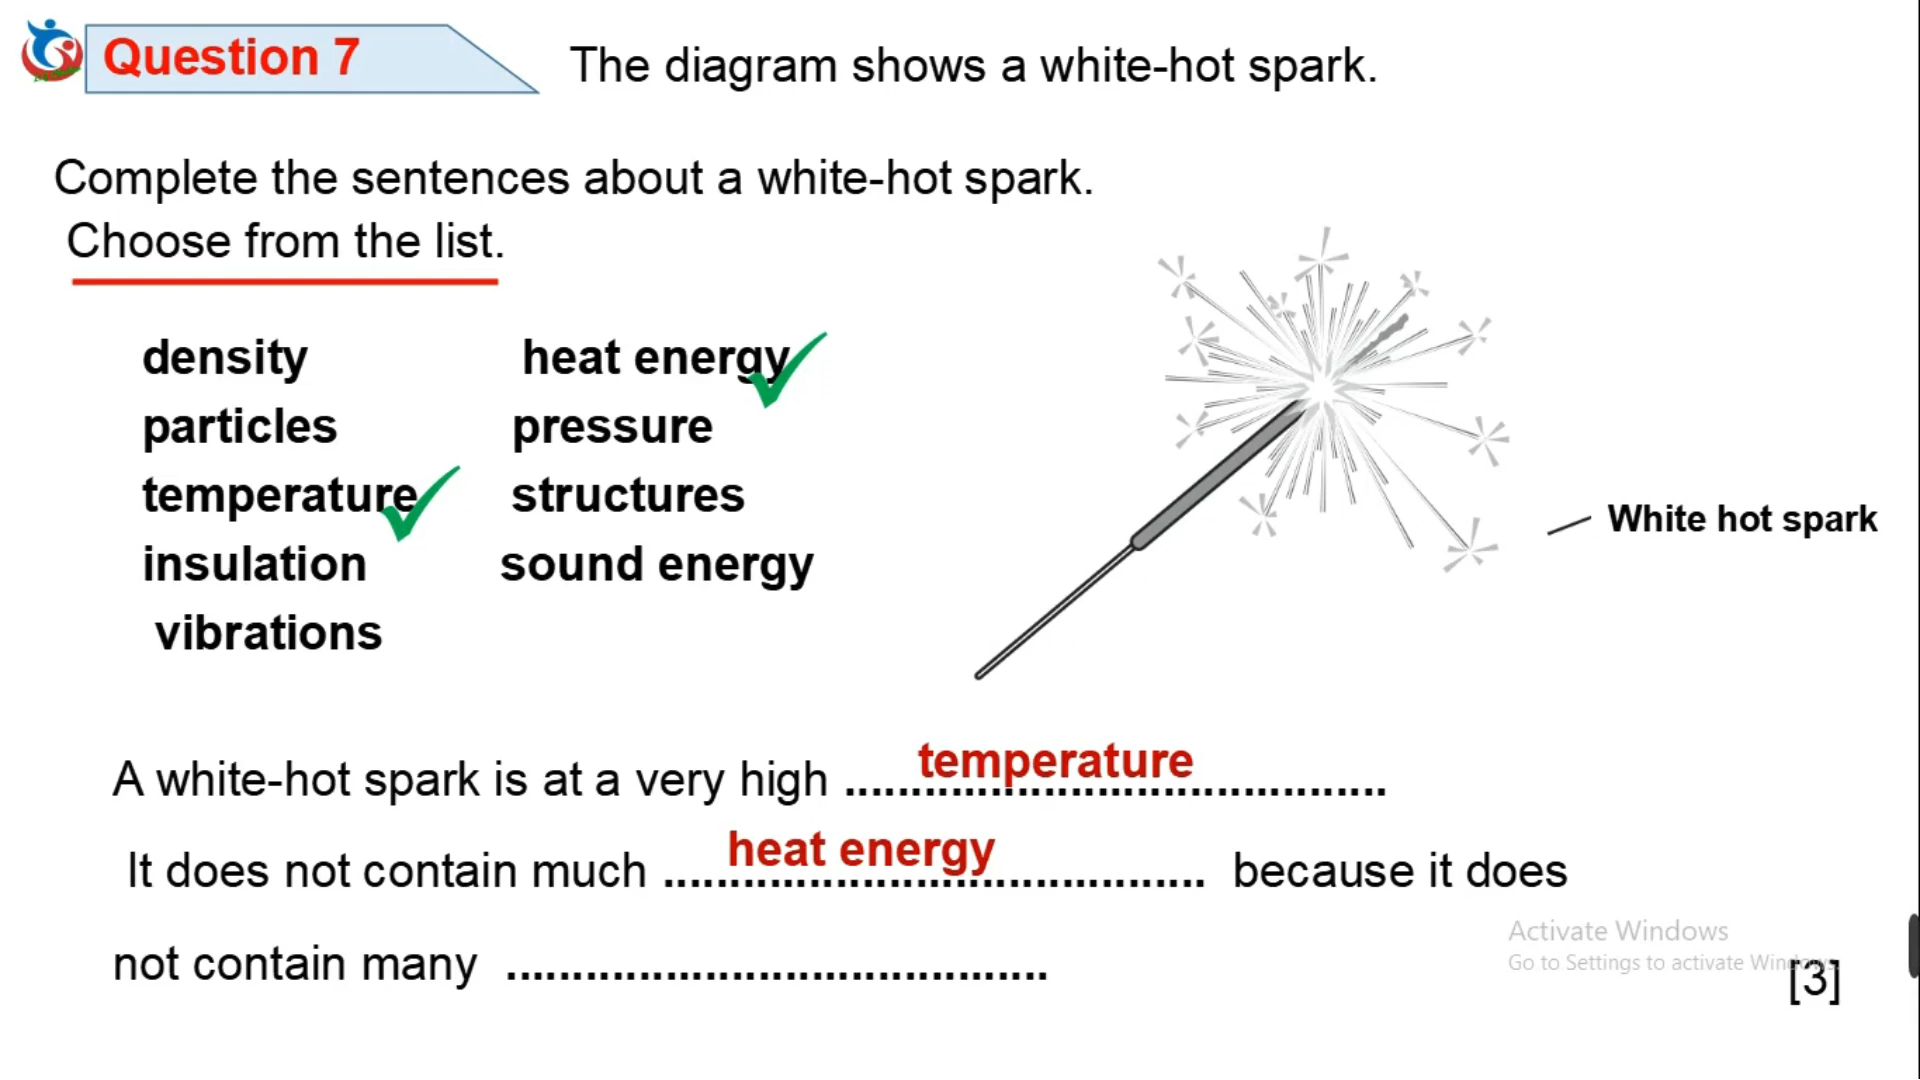 Question 7
The diagram shows a white-hot spark.
Complete the sentences about a white-hot spark.
Choose from the list.
density heat energy
particles pressure
temperature structures
insulation sound energy
vibrations
White hot spark
A white-hot spark is at a very high temperature ........................................
It does not contain much heat energy ........................................ because it does
not contain many ........................................
Activate Windows
Go to Settings to activate Windows.
[3]